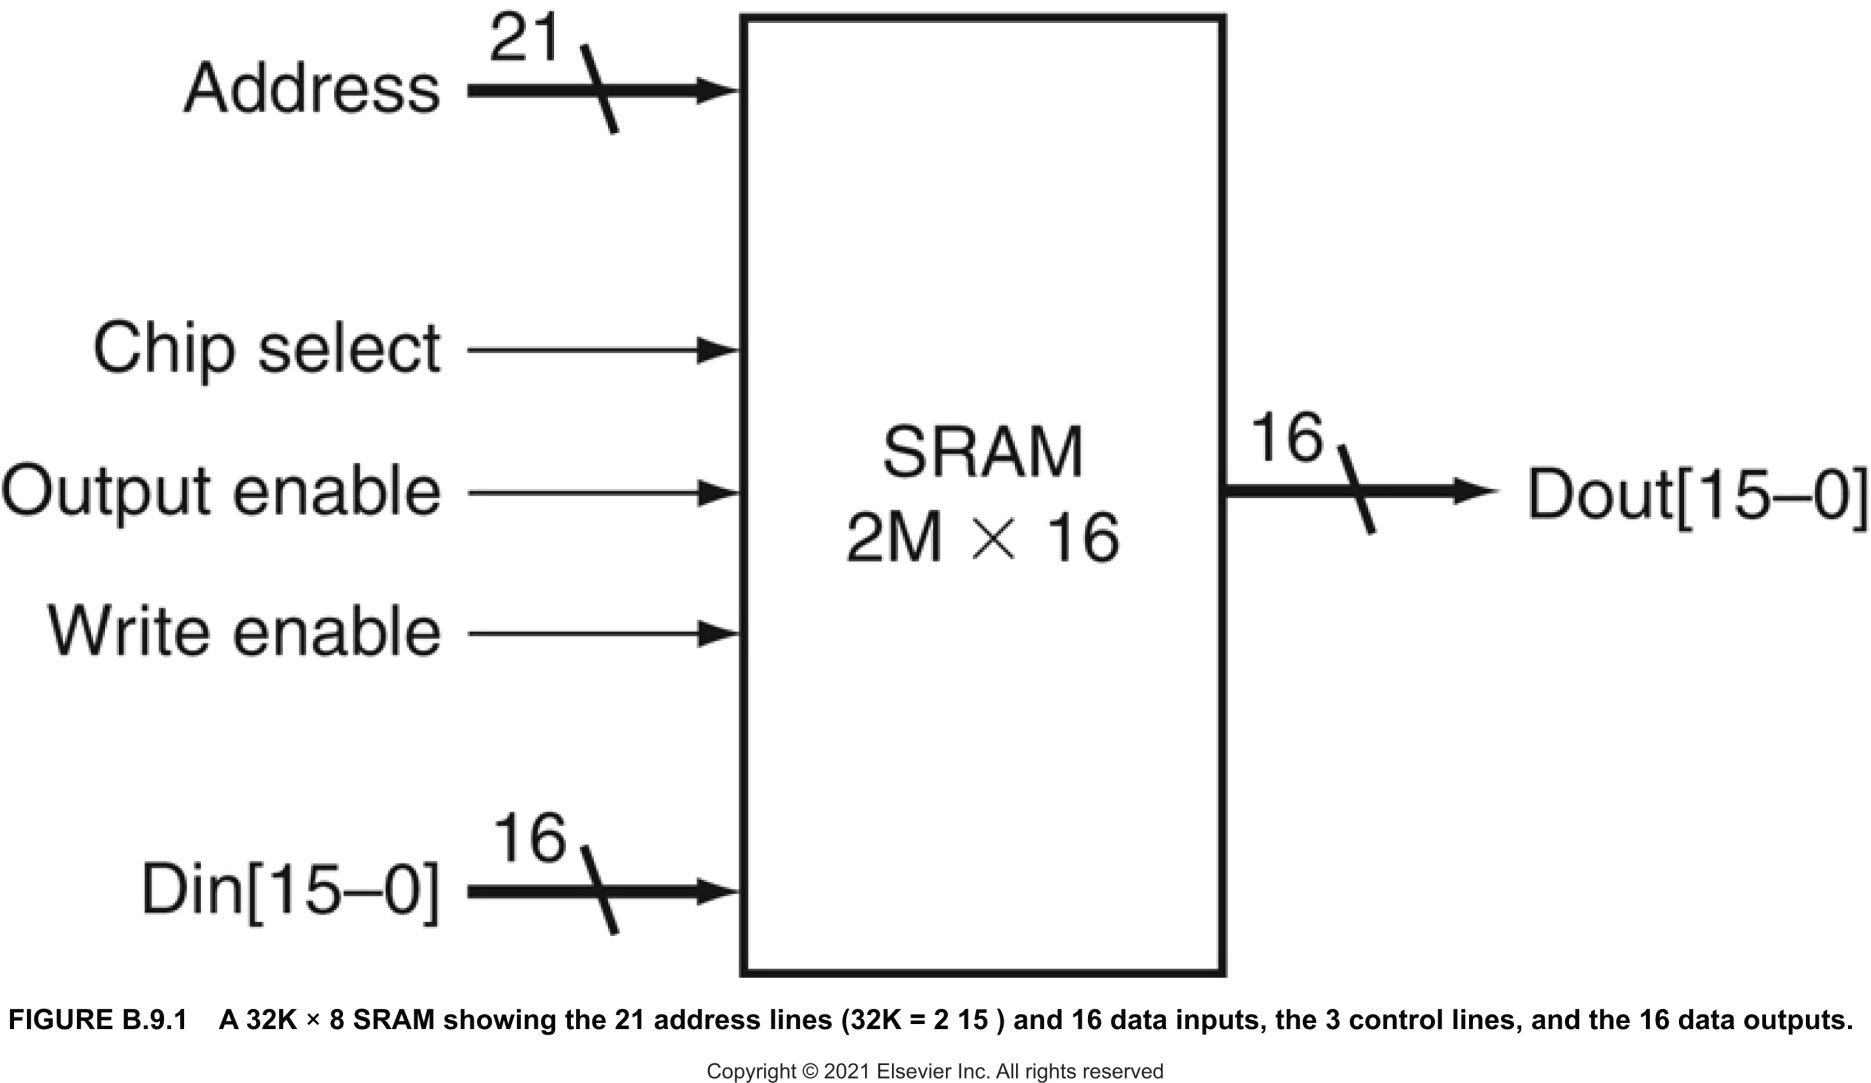 21
Address
Chip select
Output enable
Write enable
16
Din[15–0]
SRAM
2M × 16
16
Dout[15–0]
FIGURE B.9.1 A 32K × 8 SRAM showing the 21 address lines (32K = 2 15 ) and 16 data inputs, the 3 control lines, and the 16 data outputs.
Copyright © 2021 Elsevier Inc. All rights reserved